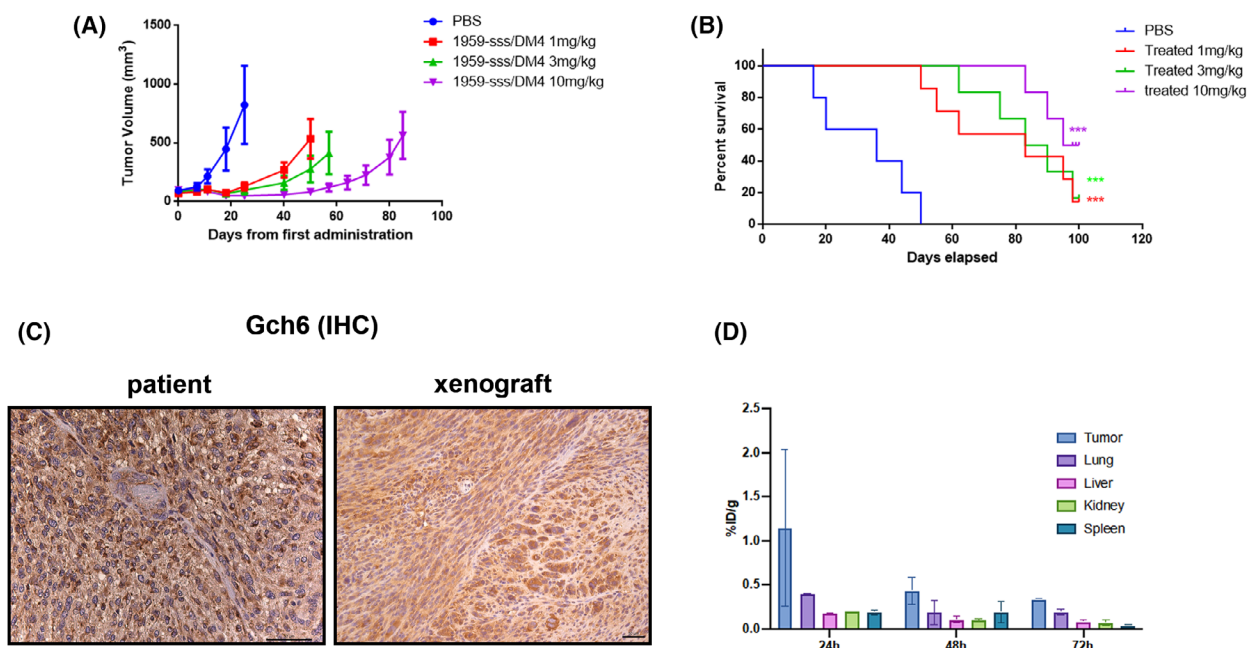 (A)
PBS
1959-sss/DM4 1mg/kg
1959-sss/DM4 3mg/kg
1959-sss/DM4 10mg/kg
Tumor Volume (mm³)
1500
1000
500
0
0 20 40 60 80 100
Days from first administration
(B)
PBS
Treated 1mg/kg
Treated 3mg/kg
treated 10mg/kg
Percent survival
100
80
60
40
20
0
***
***
***
0 20 40 60 80 100 120
Days elapsed
(C)
Gch6 (IHC)
patient
xenograft
(D)
%ID/g
2.5
2.0
1.5
1.0
0.5
0.0
Tumor
Lung
Liver
Kidney
Spleen
24h 48h 72h